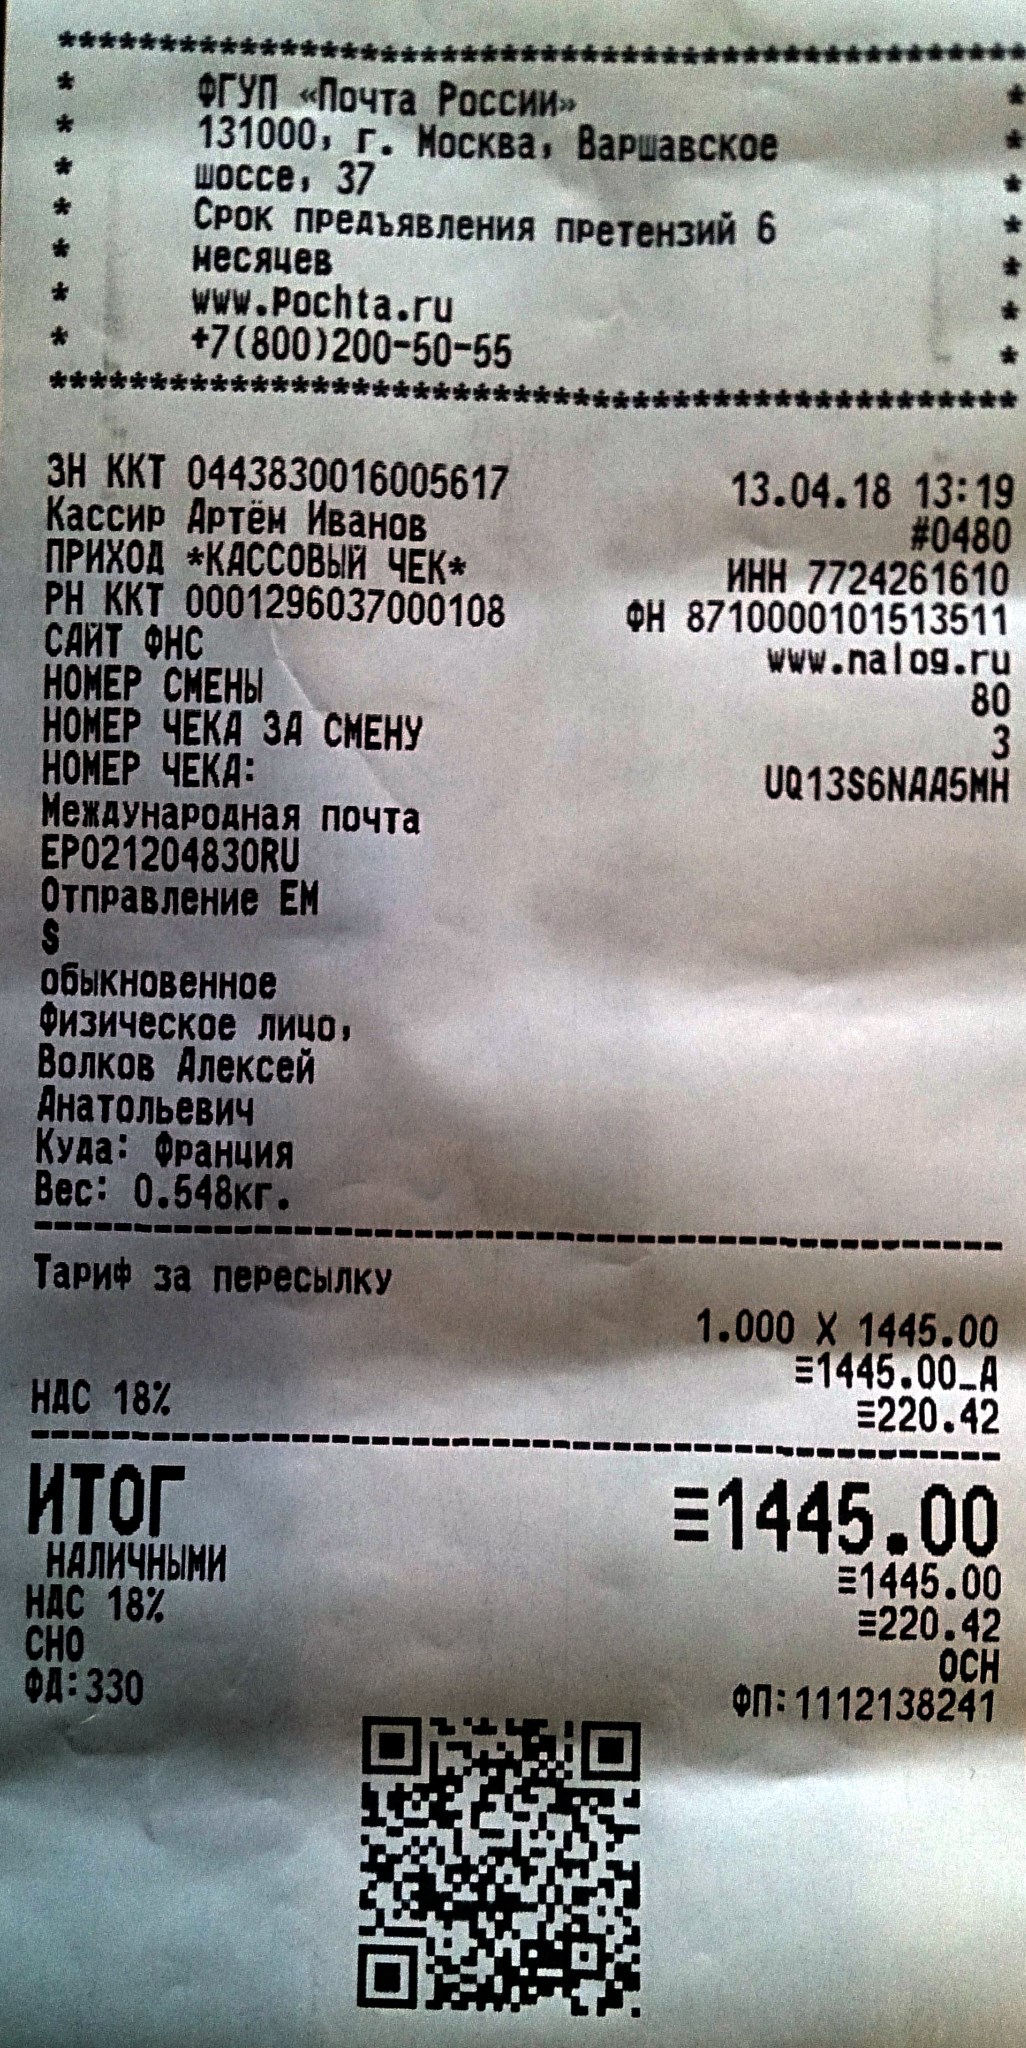 **************************************************
* ФГУП «Почта России» *
* 131000, г. Москва, Варшавское *
* шоссе, 37 *
* Срок предъявления претензий 6 *
* месяцев *
* www.pochta.ru *
* +7(800)200-50-55 *
**************************************************
ЗН ККТ 0443830016005617 13.04.18 13:19
Кассир Артём Иванов #0480
ПРИХОД *КАССОВЫЙ ЧЕК* ИНН 7724261610
РН ККТ 0001296037000108 ФН 8710000101513511
САЙТ ФНС www.nalog.ru
НОМЕР СМЕНЫ 80
НОМЕР ЧЕКА ЗА СМЕНУ 3
НОМЕР ЧЕКА: UQ13S6NAA5MH
Международная почта
EP021204830RU
Отправление EM
S
обыкновенное
Физическое лицо,
Волков Алексей
Анатольевич
Куда: Франция
Вес: 0.548кг.
------------------------------------------------
Тариф за пересылку
1.000 X 1445.00
≡1445.00_А
НДС 18% ≡220.42
------------------------------------------------
ИТОГ ≡1445.00
НАЛИЧНЫМИ ≡1445.00
НДС 18% ≡220.42
СНО ОСН
ФД:330 ФП:1112138241